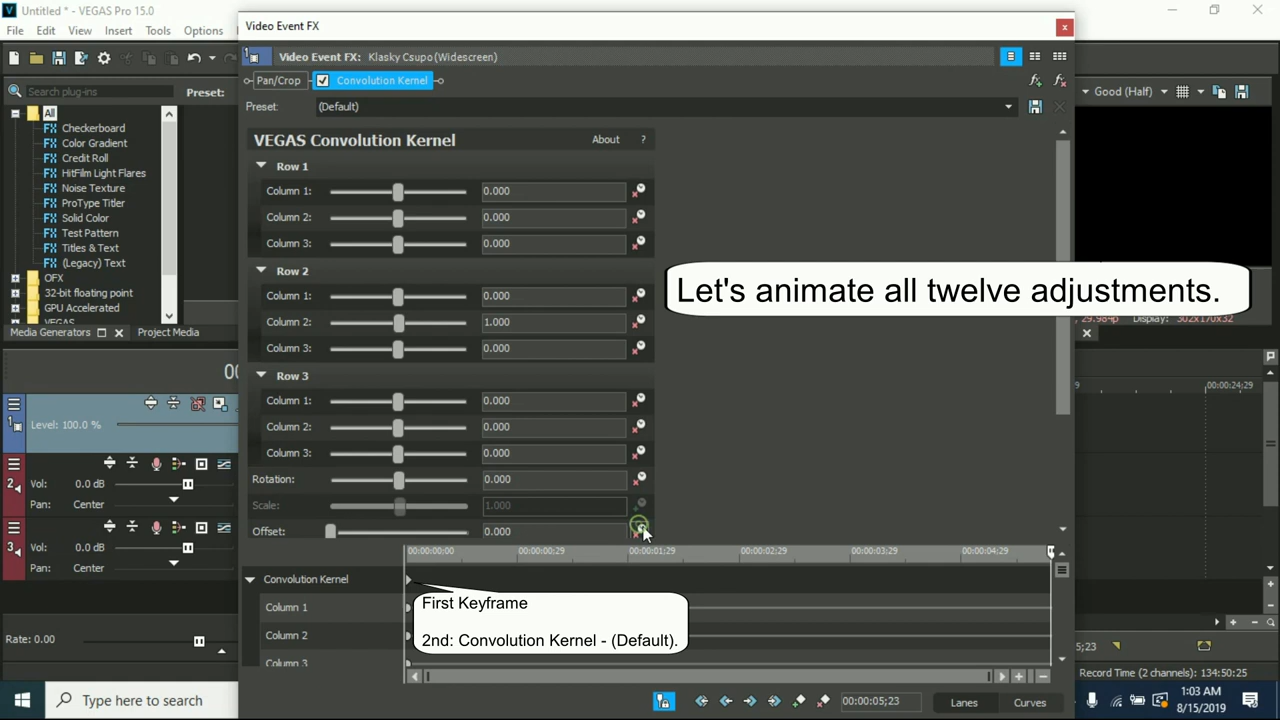 Untitled * - VEGAS Pro 15.0
File Edit View Insert Tools Options
Video Event FX
Video Event FX: Klasky Csupo (Widescreen)
Pan/Crop Convolution Kernel
Preset: (Default)
Search plug-ins
Preset:
Good (Half)
All
Checkerboard
Color Gradient
Credit Roll
HitFilm Light Flares
Noise Texture
ProType Titler
Solid Color
Test Pattern
Titles & Text
(Legacy) Text
OFX
32-bit floating point
GPU Accelerated
VEGAS
Media Generators
Project Media
VEGAS Convolution Kernel About ?
Row 1
Column 1: 0.000
Column 2: 0.000
Column 3: 0.000
Row 2
Column 1: 0.000
Column 2: 1.000
Column 3: 0.000
Row 3
Column 1: 0.000
Column 2: 0.000
Column 3: 0.000
Rotation: 0.000
Scale: 1.000
Offset: 0.000
Let's animate all twelve adjustments.
Display: 302x170x32
00:00:24;29
Level: 100.0 %
Vol: 0.0 dB
Pan: Center
Vol: 0.0 dB
Pan: Center
Rate: 0.00
00:00:00;00 00:00:00;29 00:00:01;29 00:00:02;29 00:00:03;29 00:00:04;29
Convolution Kernel
Column 1
Column 2
Column 3
First Keyframe
2nd: Convolution Kernel - (Default).
00:00:05;23
Lanes
Curves
5;23
Record Time (2 channels): 134:50:25
Type here to search
1:03 AM
8/15/2019